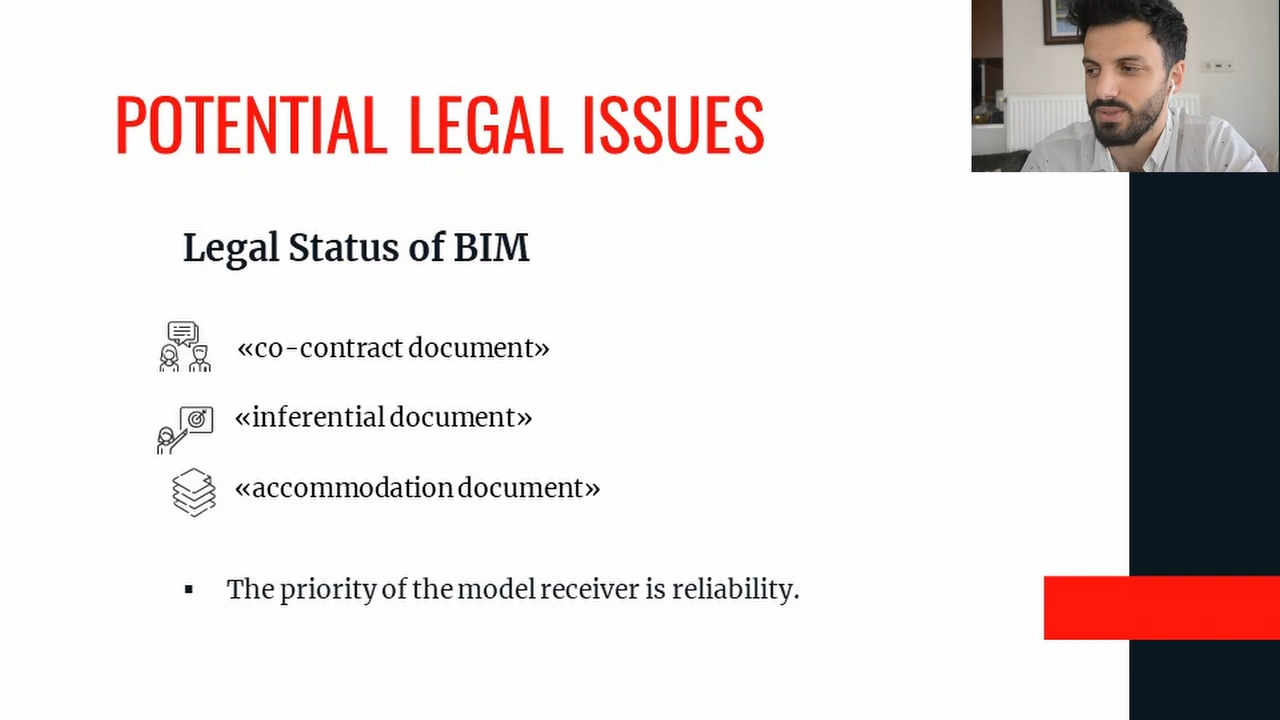 POTENTIAL LEGAL ISSUES
Legal Status of BIM
«co-contract document»
«inferential document»
«accommodation document»
▪ The priority of the model receiver is reliability.